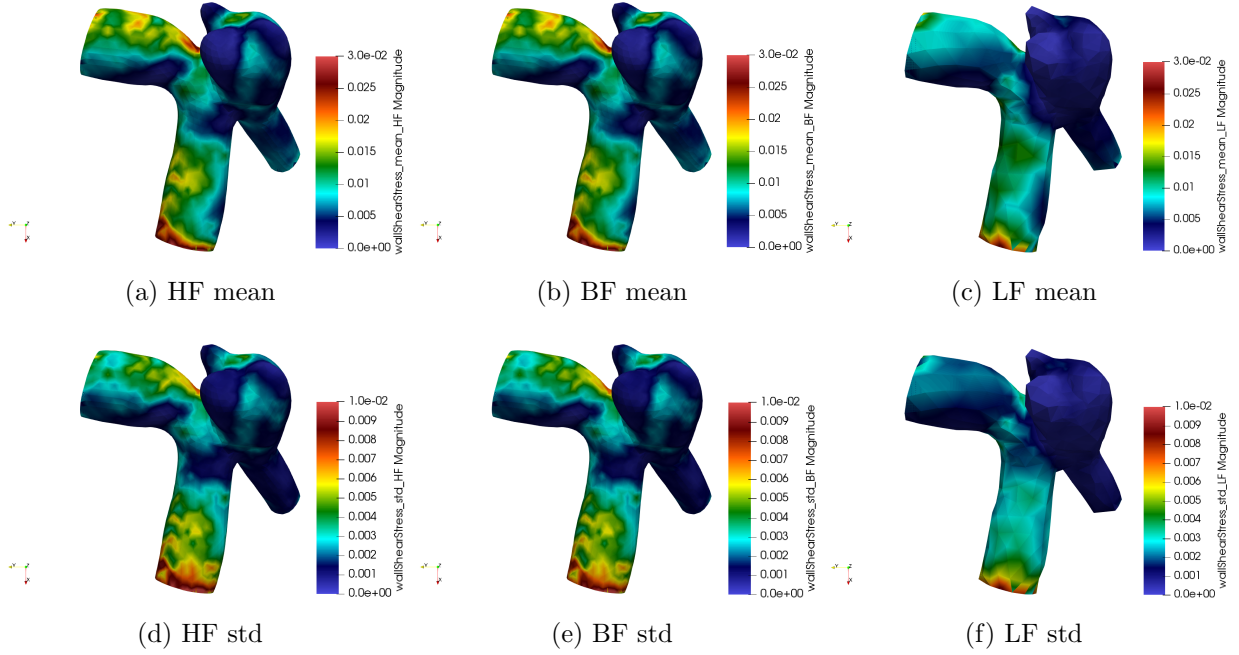 3.0e-02
0.025
0.02
0.015
0.01
0.005
0.0e+00
wallShearStress_mean_HF Magnitude
Y Z
X
(a) HF mean
3.0e-02
0.025
0.02
0.015
0.01
0.005
0.0e+00
wallShearStress_mean_BF Magnitude
Y Z
X
(b) BF mean
3.0e-02
0.025
0.02
0.015
0.01
0.005
0.0e+00
wallShearStress_mean_LF Magnitude
Y Z
X
(c) LF mean
1.0e-02
0.009
0.008
0.007
0.006
0.005
0.004
0.003
0.002
0.001
0.0e+00
wallShearStress_std_HF Magnitude
Y Z
X
(d) HF std
1.0e-02
0.009
0.008
0.007
0.006
0.005
0.004
0.003
0.002
0.001
0.0e+00
wallShearStress_std_BF Magnitude
Y Z
X
(e) BF std
1.0e-02
0.009
0.008
0.007
0.006
0.005
0.004
0.003
0.002
0.001
0.0e+00
wallShearStress_std_LF Magnitude
Y Z
X
(f) LF std